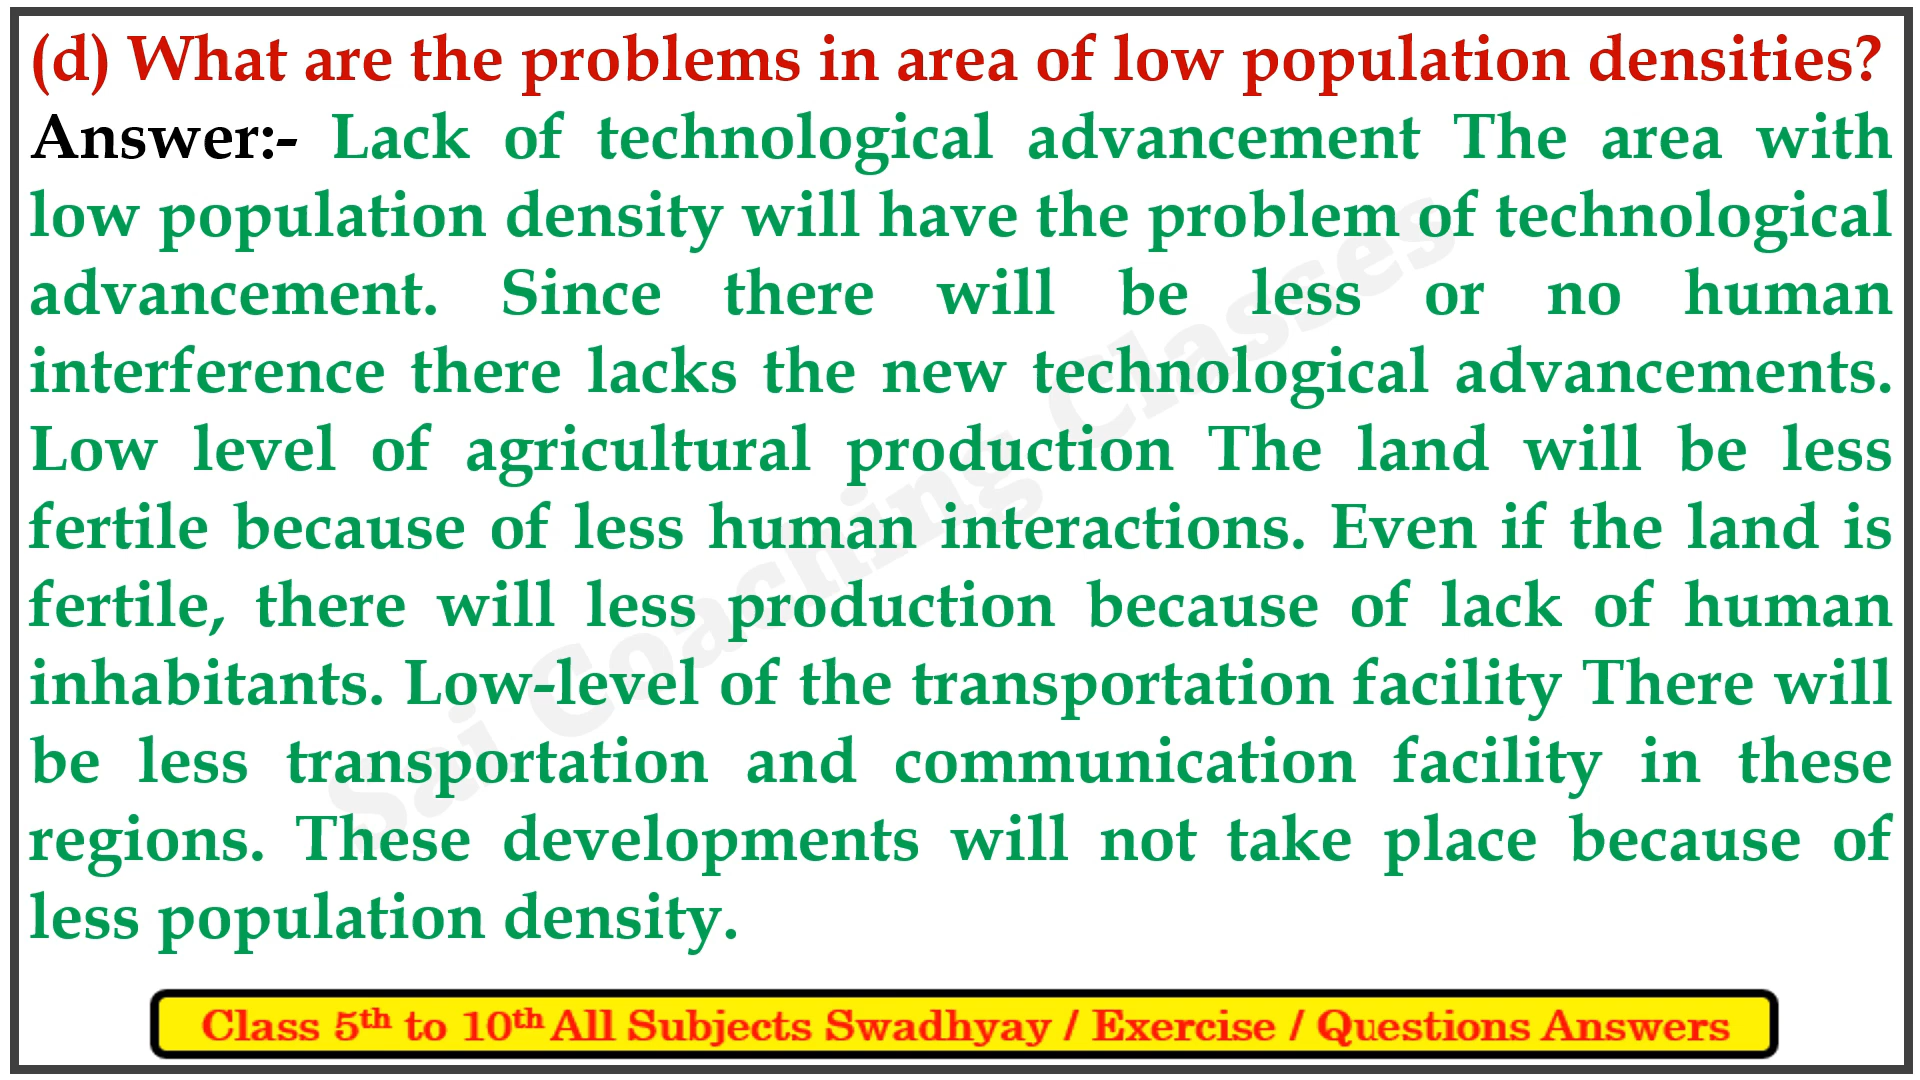 (d) What are the problems in area of low population densities?
Answer:- Lack of technological advancement The area with
low population density will have the problem of technological
advancement. Since there will be less or no human
interference there lacks the new technological advancements.
Low level of agricultural production The land will be less
fertile because of less human interactions. Even if the land is
fertile, there will less production because of lack of human
inhabitants. Low-level of the transportation facility There will
be less transportation and communication facility in these
regions. These developments will not take place because of
less population density.
Sai Coaching Classes
Class 5th to 10th All Subjects Swadhyay / Exercise / Questions Answers